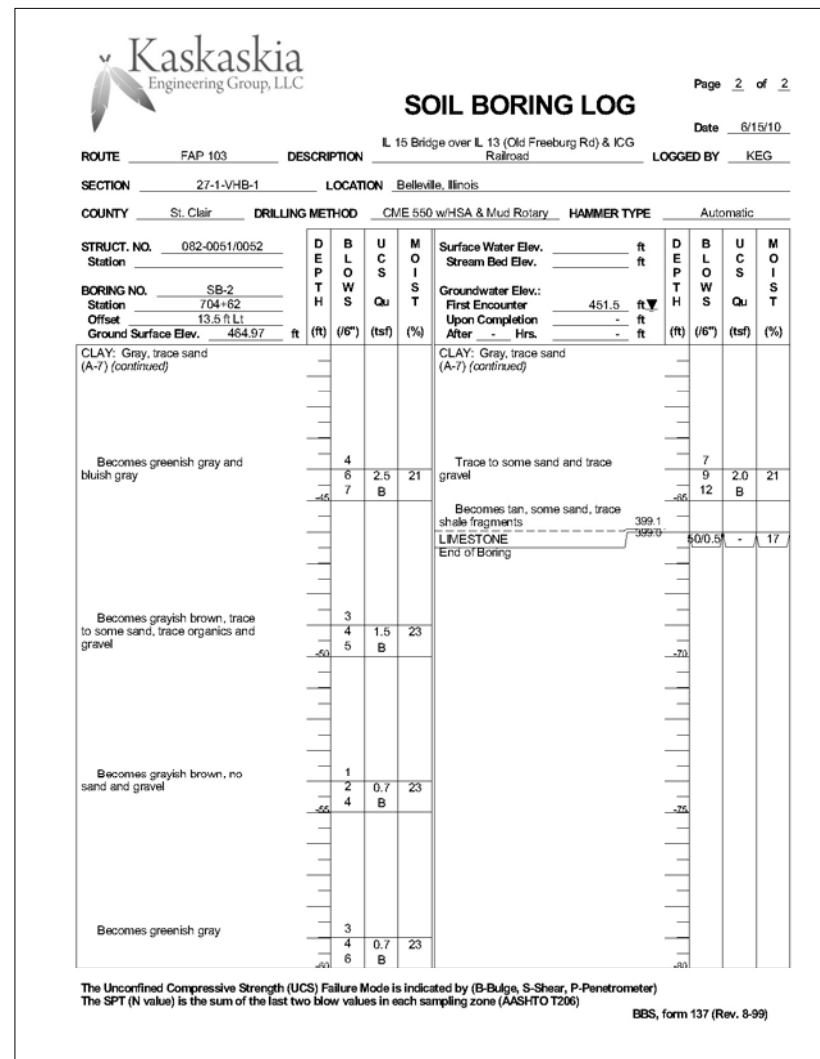 Kaskaskia
Engineering Group, LLC
Page 2 of 2
SOIL BORING LOG
Date 6/15/10
ROUTE FAP 103 DESCRIPTION IL 15 Bridge over IL 13 (Old Freeburg Rd) & ICG Railroad LOGGED BY KEG
SECTION 27-1-VHB-1 LOCATION Belleville, Illinois
COUNTY St. Clair DRILLING METHOD CME 550 w/HSA & Mud Rotary HAMMER TYPE Automatic
STRUCT. NO. 082-0051/0052
Station
BORING NO. SB-2
Station 704+62
Offset 13.5 ft Lt
Ground Surface Elev. 464.97 ft
DEPTH (ft)
BLOWS (/6")
UCS Qu (tsf)
MOIST (%)
CLAY: Gray, trace sand
(A-7) (continued)
Becomes greenish gray and 4
bluish gray 6 2.5 21
-45 7 B
Becomes grayish brown, trace 3
to some sand, trace organics and 4 1.5 23
gravel -50 5 B
Becomes grayish brown, no 1
sand and gravel 2 0.7 23
-55 4 B
Becomes greenish gray 3
4 0.7 23
-60 6 B
Surface Water Elev. ft
Stream Bed Elev. ft
Groundwater Elev.:
First Encounter 451.5 ft▼
Upon Completion - ft
After - Hrs. - ft
DEPTH (ft)
BLOWS (/6")
UCS Qu (tsf)
MOIST (%)
CLAY: Gray, trace sand
(A-7) (continued)
Trace to some sand and trace 7
gravel 9 2.0 21
-65 12 B
Becomes tan, some sand, trace
shale fragments 399.1
LIMESTONE 399.0 50/0.5" - 17
End of Boring
-70
-75
-80
The Unconfined Compressive Strength (UCS) Failure Mode is indicated by (B-Bulge, S-Shear, P-Penetrometer)
The SPT (N value) is the sum of the last two blow values in each sampling zone (AASHTO T206)
BBS, form 137 (Rev. 8-99)